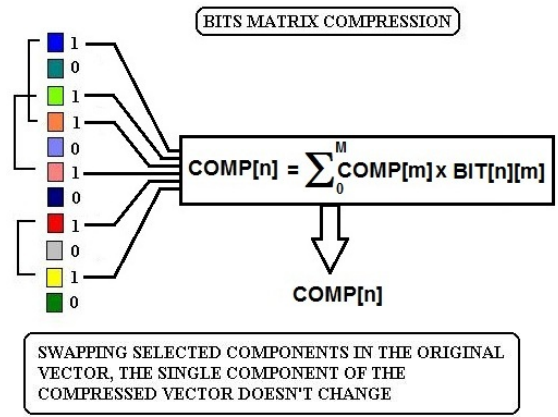 BITS MATRIX COMPRESSION
1
0
1
1
0
1
0
1
0
1
0
COMP[n] = ∑ M 0 COMP[m] x BIT[n][m]
COMP[n]
SWAPPING SELECTED COMPONENTS IN THE ORIGINAL
VECTOR, THE SINGLE COMPONENT OF THE
COMPRESSED VECTOR DOESN'T CHANGE